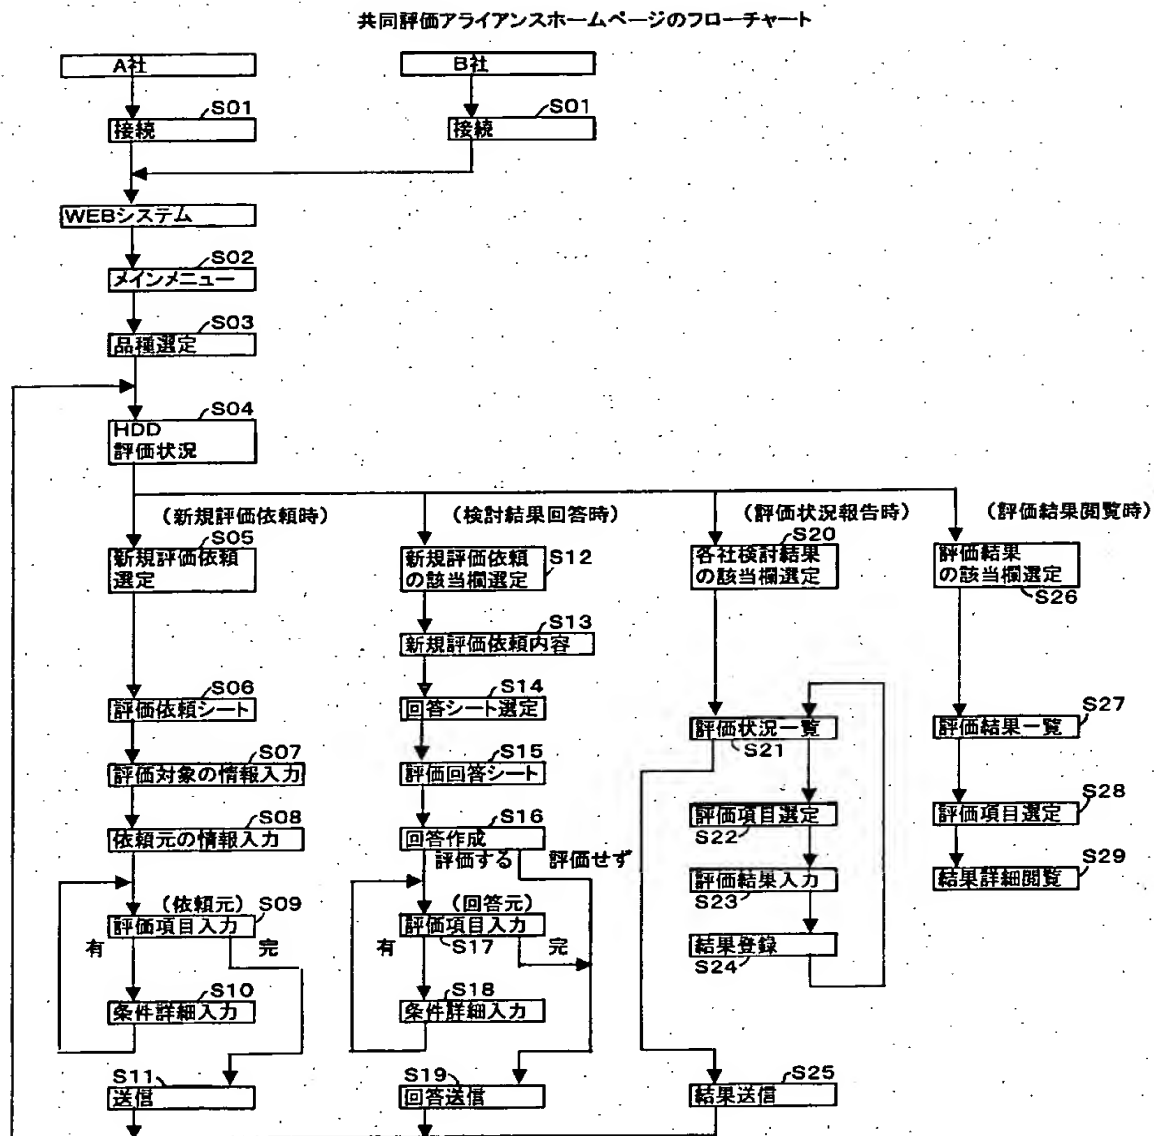 共同評価アライアンスホームページのフローチャート
A社
B社
S01
接続
S01
接続
WEBシステム
S02
メインメニュー
S03
品種選定
S04
HDD
評価状況
(新規評価依頼時)
S05
新規評価依頼
選定
S06
評価依頼シート
S07
評価対象の情報入力
S08
依頼元の情報入力
(依頼元)
S09
評価項目入力
有
完
S10
条件詳細入力
S11
送信
(検討結果回答時)
新規評価依頼
の該当欄選定
S12
S13
新規評価依頼内容
S14
回答シート選定
S15
評価回答シート
S16
回答作成
評価する
評価せず
(回答元)
評価項目入力
S17
有
完
S18
条件詳細入力
S19
回答送信
(評価状況報告時)
S20
各社検討結果
の該当欄選定
評価状況一覧
S21
評価項目選定
S22
評価結果入力
S23
結果登録
S24
S25
結果送信
(評価結果閲覧時)
評価結果
の該当欄選定
S26
S27
評価結果一覧
S28
評価項目選定
S29
結果詳細閲覧